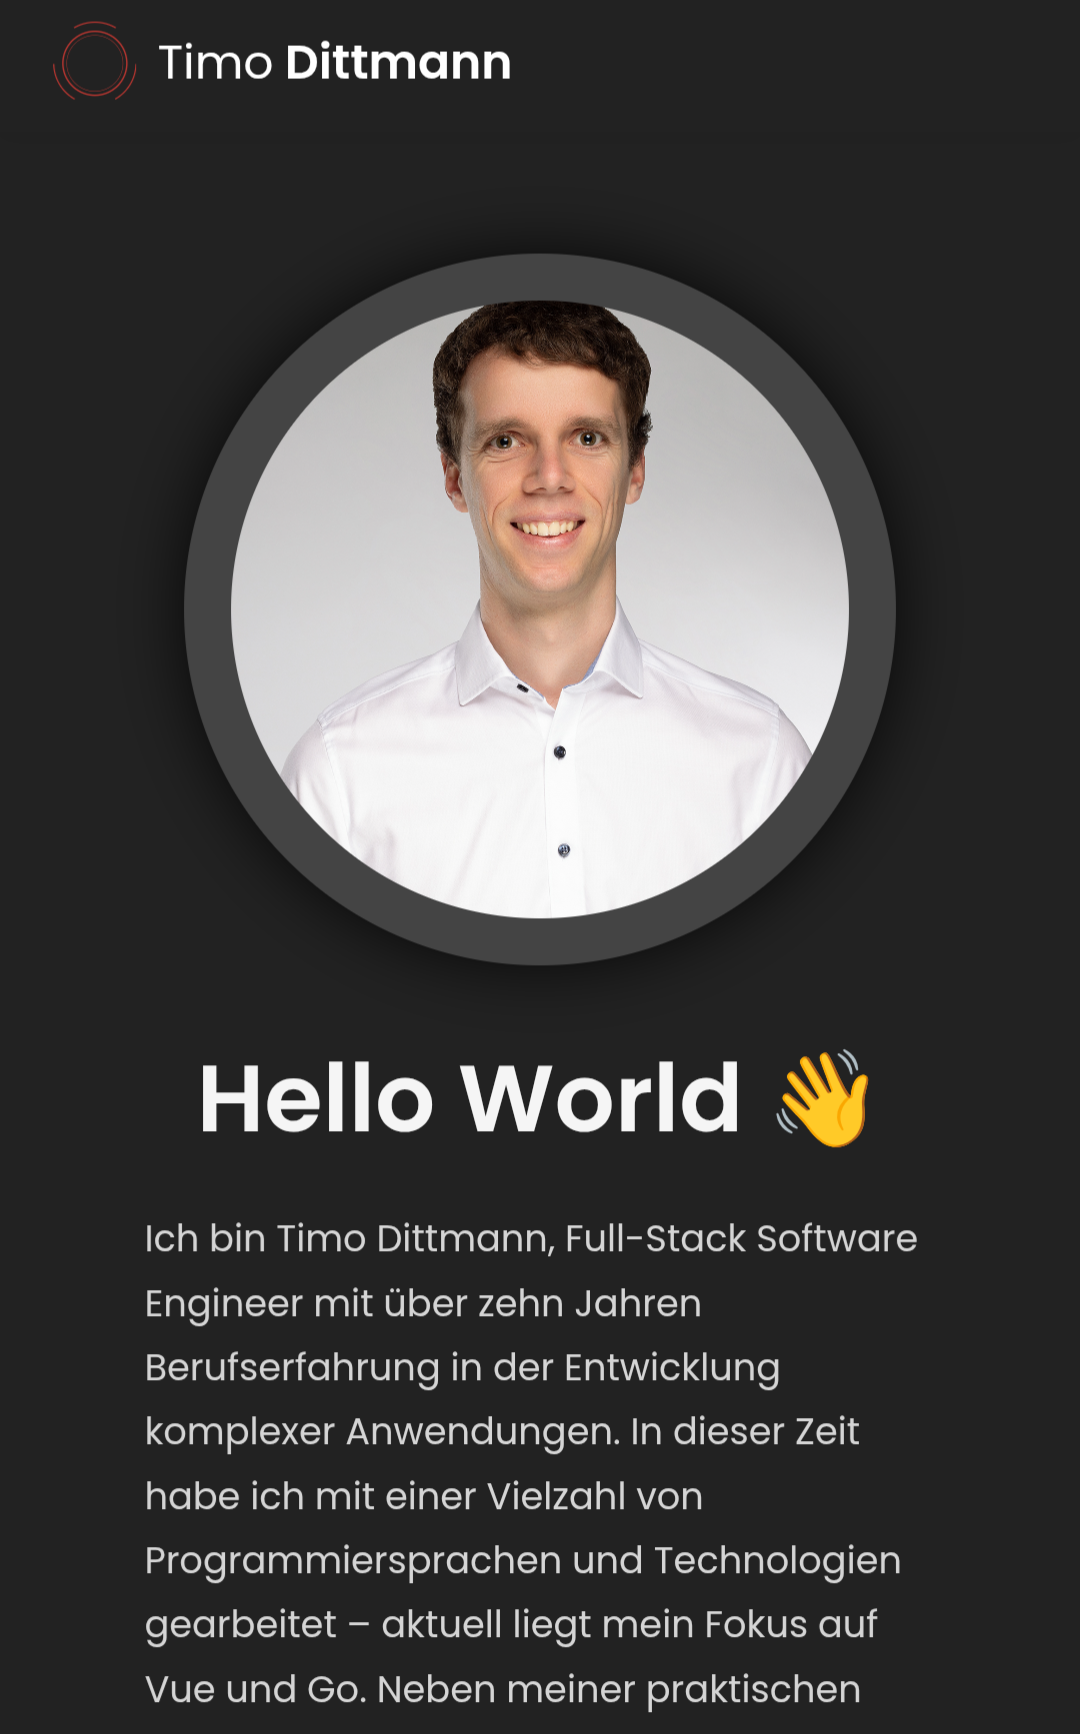 Timo Dittmann
Hello World 👋
Ich bin Timo Dittmann, Full-Stack Software
Engineer mit über zehn Jahren
Berufserfahrung in der Entwicklung
komplexer Anwendungen. In dieser Zeit
habe ich mit einer Vielzahl von
Programmiersprachen und Technologien
gearbeitet – aktuell liegt mein Fokus auf
Vue und Go. Neben meiner praktischen